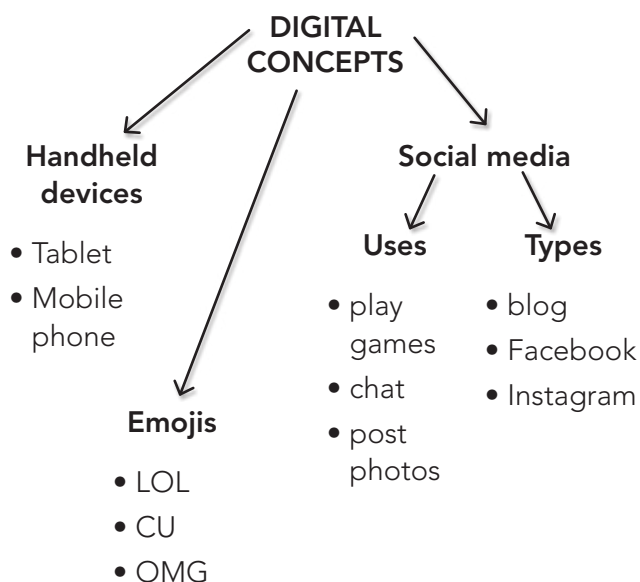 DIGITAL
CONCEPTS
Handheld
devices
• Tablet
• Mobile
phone
Emojis
• LOL
• CU
• OMG
Social media
Uses
• play
games
• chat
• post
photos
Types
• blog
• Facebook
• Instagram